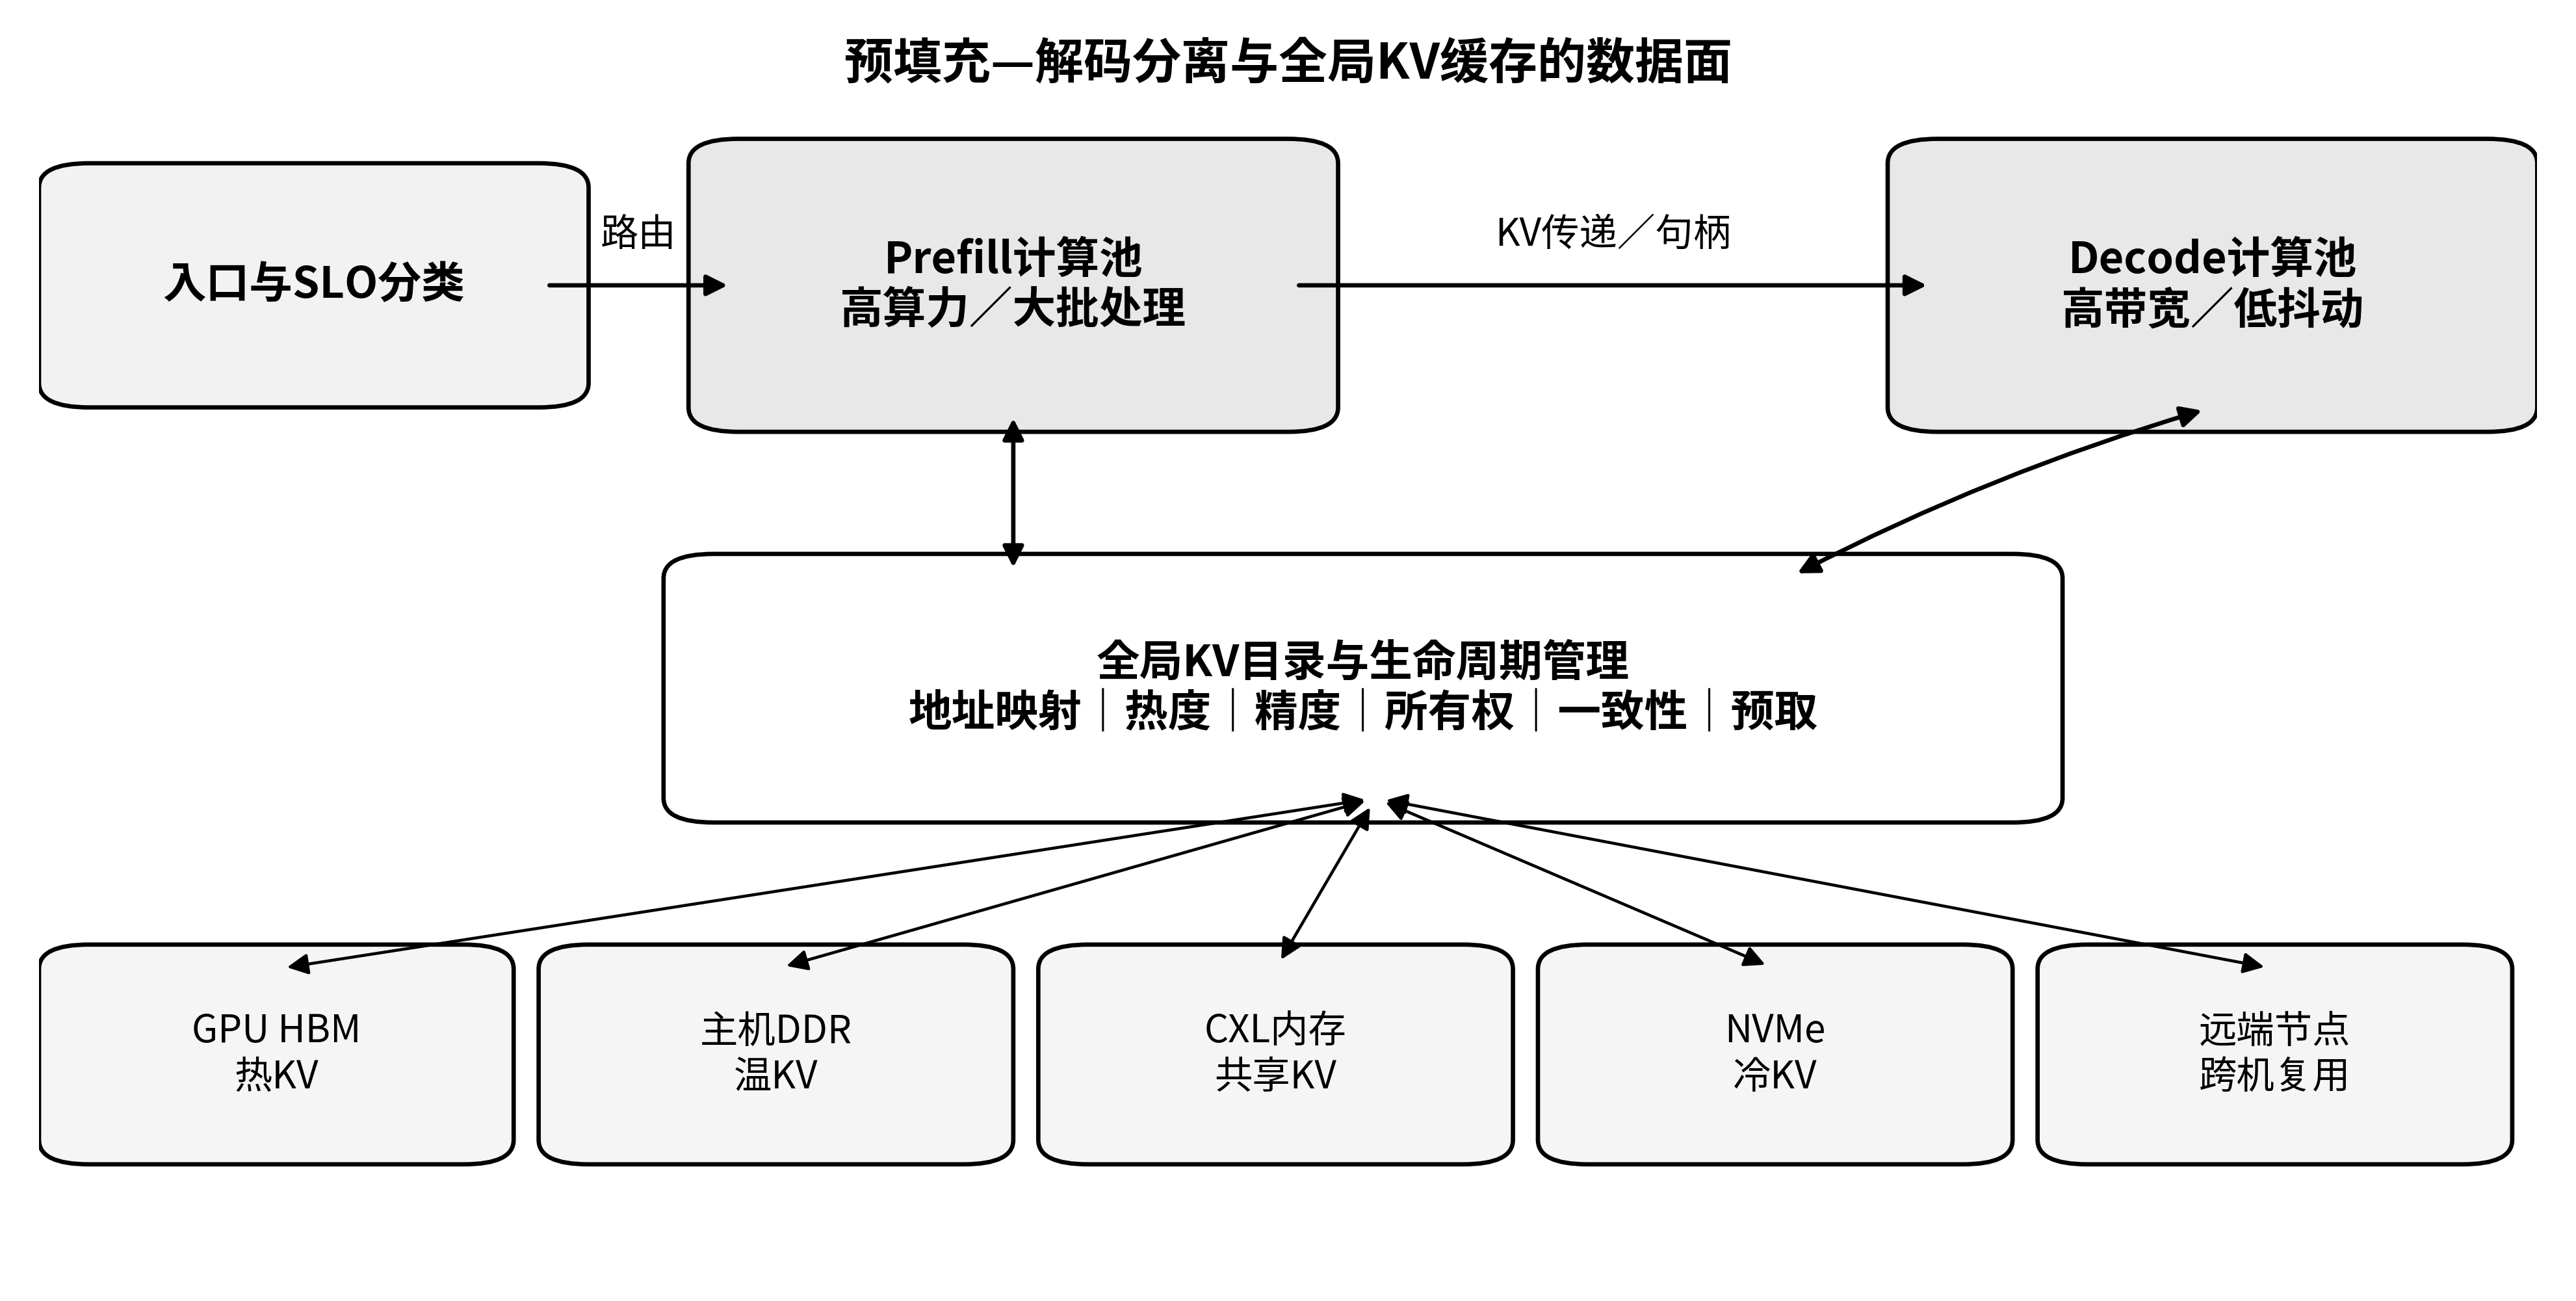 预填充—解码分离与全局KV缓存的数据面
入口与SLO分类
路由
Prefill计算池
高算力／大批处理
KV传递／句柄
Decode计算池
高带宽／低抖动
全局KV目录与生命周期管理
地址映射｜热度｜精度｜所有权｜一致性｜预取
GPU HBM
热KV
主机DDR
温KV
CXL内存
共享KV
NVMe
冷KV
远端节点
跨机复用